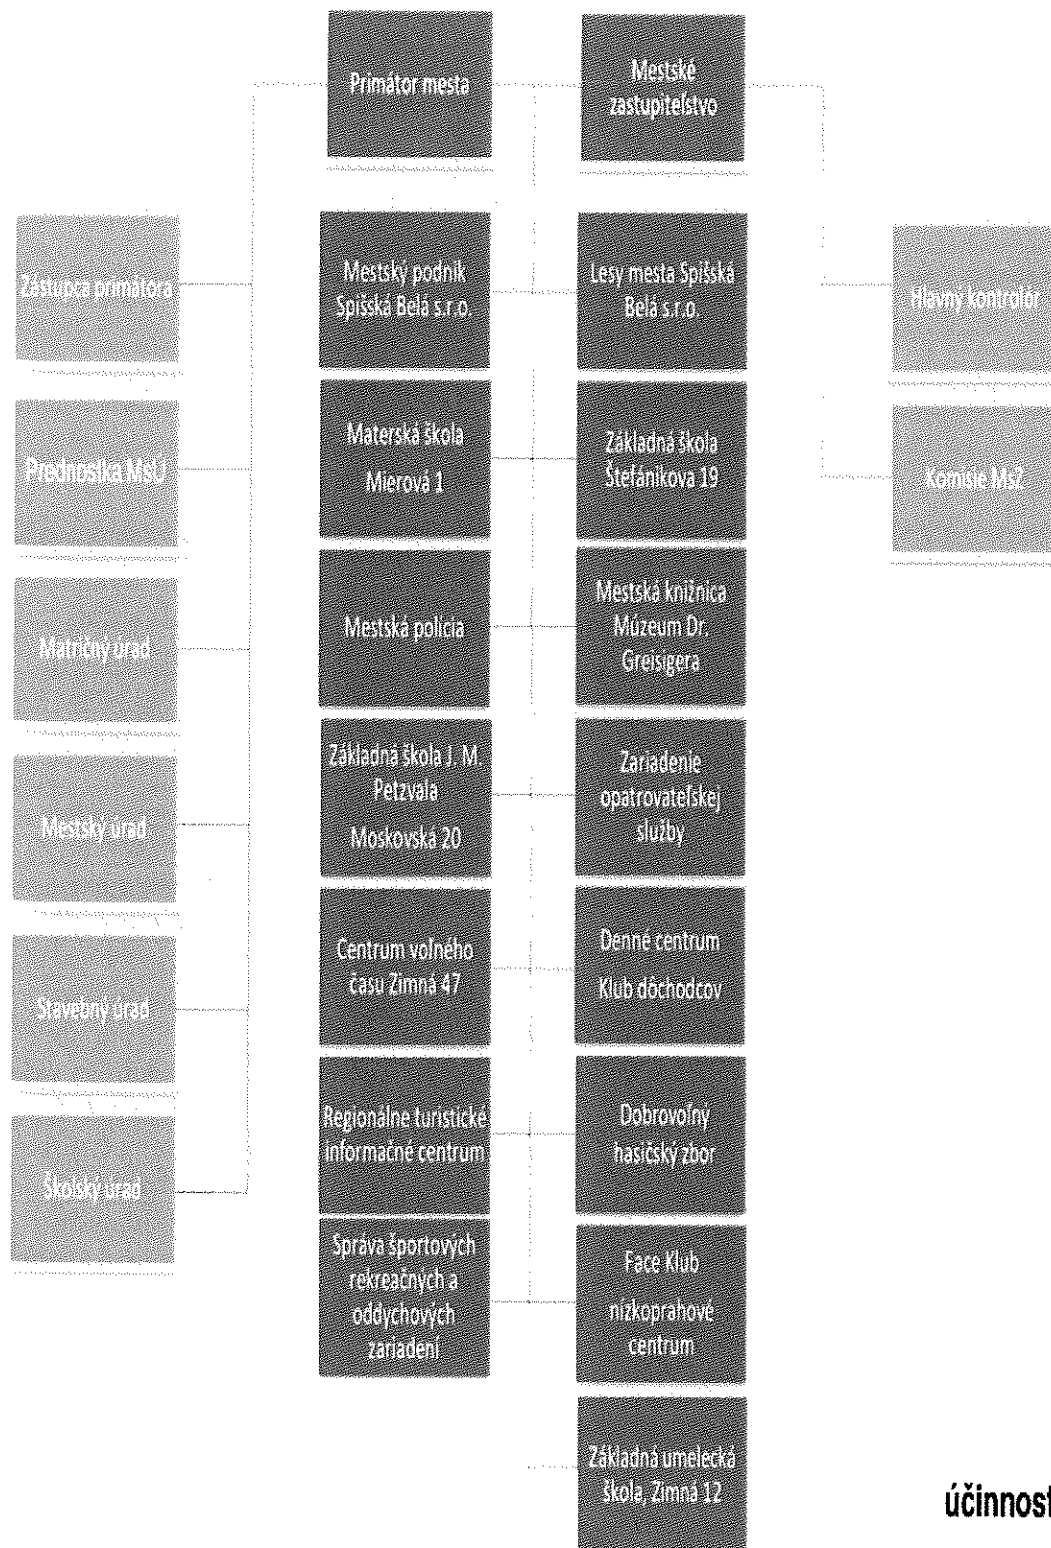 Primátor mesta
Mestské
zastupiteľstvo
Zástupca primátora
Prednostka MsÚ
Matričný úrad
Mestský úrad
Stavebný úrad
Školský úrad
Mestský podnik
Spišská Belá s.r.o.
Lesy mesta Spišská
Belá s.r.o.
Materská škola
Mierová 1
Základná škola
Štefánikova 19
Mestská polícia
Mestská knižnica
Múzeum Dr.
Greisigera
Základná škola J. M.
Petzvala
Moskovská 20
Zariadenie
opatrovateľskej
služby
Centrum voľného
času Zimná 47
Denné centrum
Klub dôchodcov
Regionálne turistické
informačné centrum
Dobrovoľný
hasičský zbor
Správa športových
rekreačných a
oddychových
zariadení
Face Klub
nízkoprahové
centrum
Základná umelecká
škola, Zimná 12
Hlavný kontrolór
Komisie MsZ
účinnosť